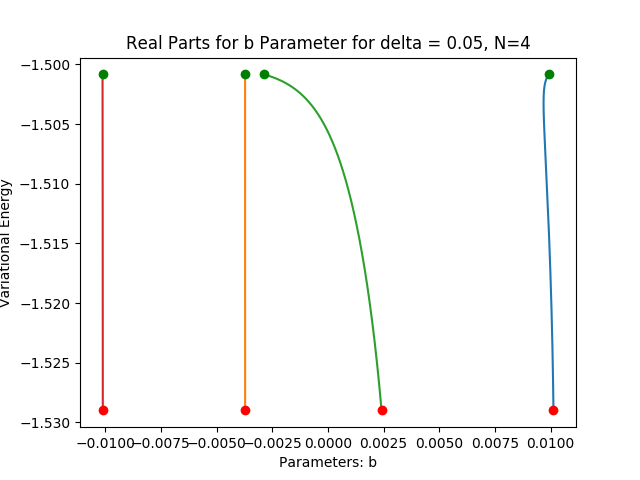 Real Parts for b Parameter for delta = 0.05, N=4
−1.500
−1.505
−1.510
−1.515
−1.520
−1.525
−1.530
Variational Energy
−0.0100 −0.0075 −0.0050 −0.0025 0.0000 0.0025 0.0050 0.0075 0.0100
Parameters: b